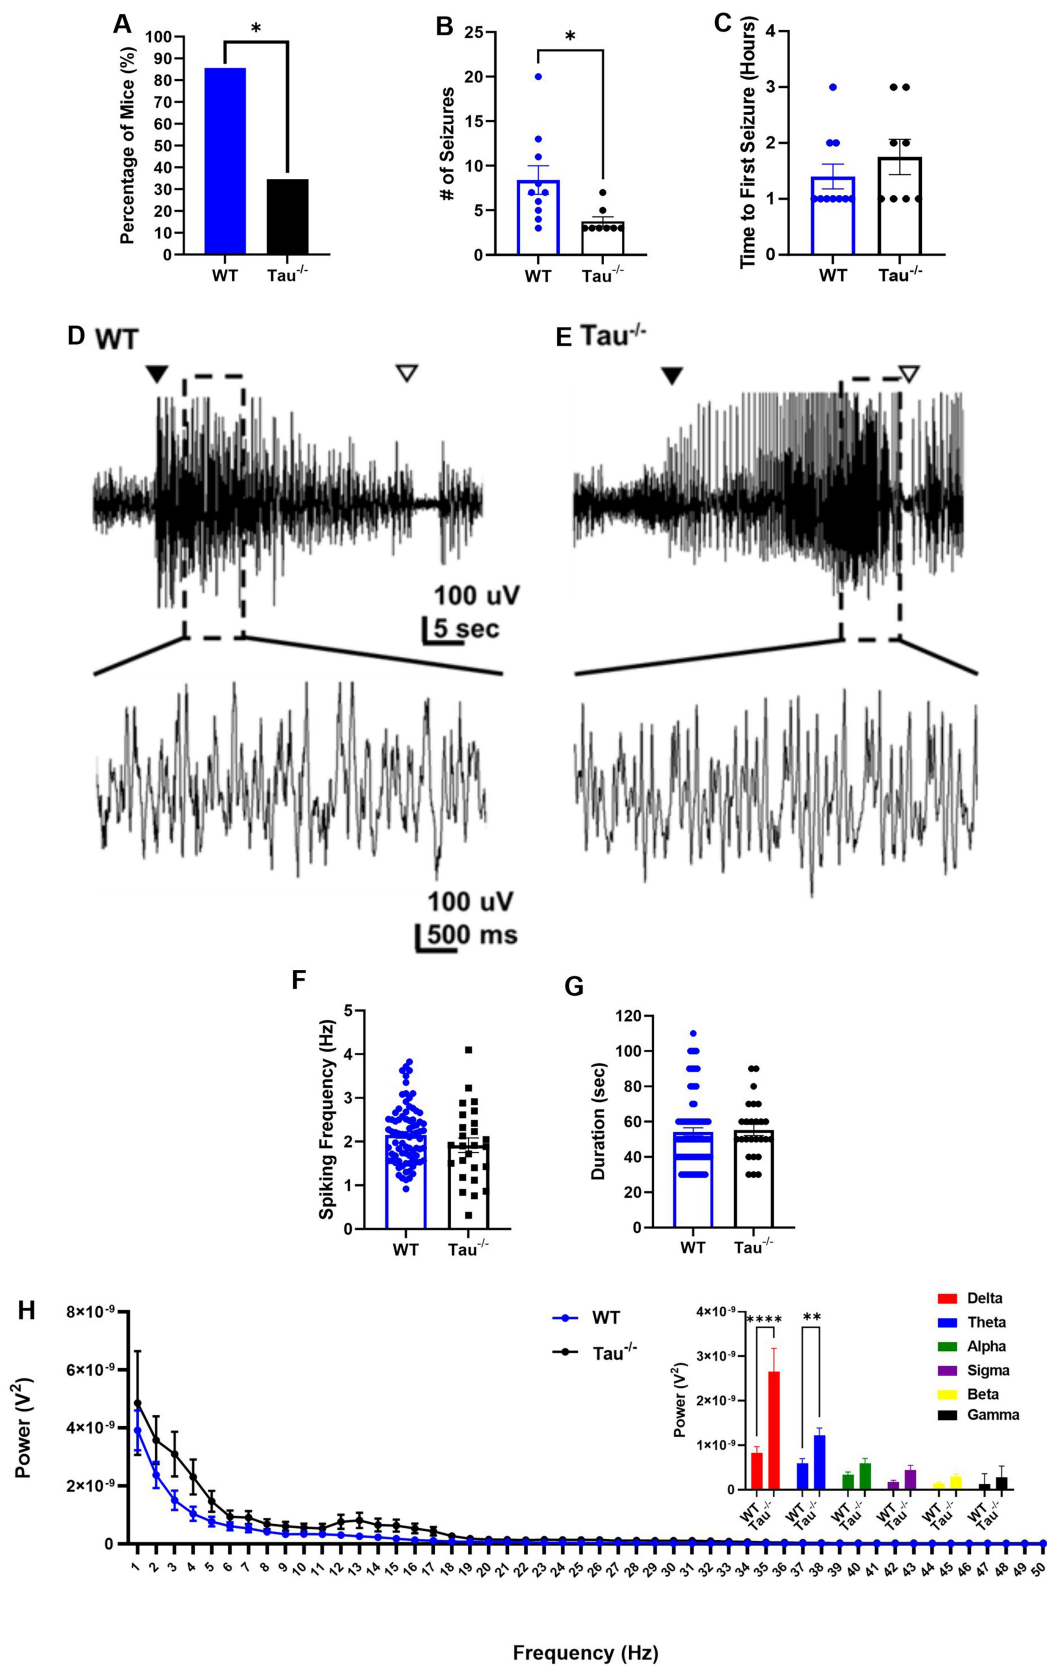 A
Percentage of Mice (%)
100
90
80
70
60
50
40
30
20
10
0
*
WT
Tau-/-
B
# of Seizures
25
20
15
10
5
0
*
WT
Tau-/-
C
Time to First Seizure (Hours)
4
3
2
1
0
WT
Tau-/-
D WT
100 uV
5 sec
100 uV
500 ms
E Tau-/-
F
Spiking Frequency (Hz)
5
4
3
2
1
0
WT
Tau-/-
G
Duration (sec)
120
100
80
60
40
20
0
WT
Tau-/-
H
Power (V²)
8×10⁻⁹
6×10⁻⁹
4×10⁻⁹
2×10⁻⁹
0
1 2 3 4 5 6 7 8 9 10 11 12 13 14 15 16 17 18 19 20 21 22 23 24 25 26 27 28 29 30 31 32 33 34 35 36 37 38 39 40 41 42 43 44 45 46 47 48 49 50
Frequency (Hz)
WT
Tau-/-
Power (V²)
4×10⁻⁹
3×10⁻⁹
2×10⁻⁹
1×10⁻⁹
0
****
**
WT Tau-/- WT Tau-/- WT Tau-/- WT Tau-/- WT Tau-/- WT Tau-/-
Delta
Theta
Alpha
Sigma
Beta
Gamma